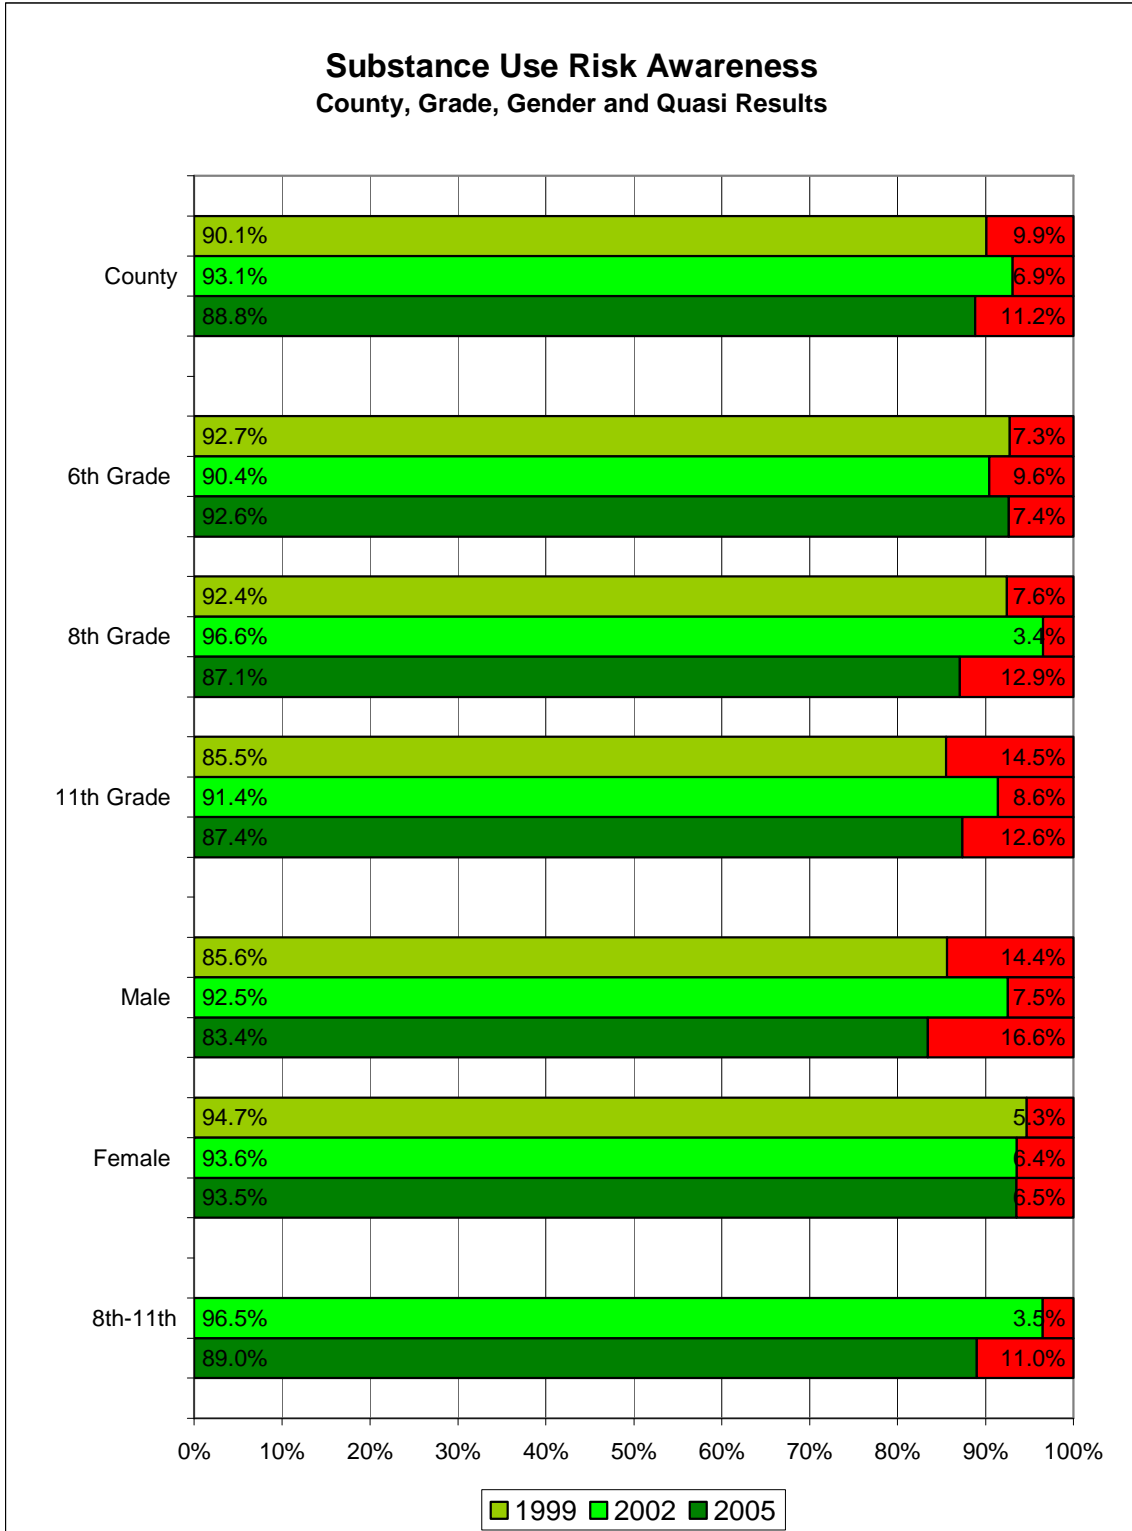 Substance Use Risk Awareness
County, Grade, Gender and Quasi Results
90.1% 9.9%
County 93.1% 6.9%
88.8% 11.2%
92.7% 7.3%
6th Grade 90.4% 9.6%
92.6% 7.4%
92.4% 7.6%
8th Grade 96.6% 3.4%
87.1% 12.9%
85.5% 14.5%
11th Grade 91.4% 8.6%
87.4% 12.6%
85.6% 14.4%
Male 92.5% 7.5%
83.4% 16.6%
94.7% 5.3%
Female 93.6% 6.4%
93.5% 6.5%
8th-11th 96.5% 3.5%
89.0% 11.0%
0% 10% 20% 30% 40% 50% 60% 70% 80% 90% 100%
1999 2002 2005